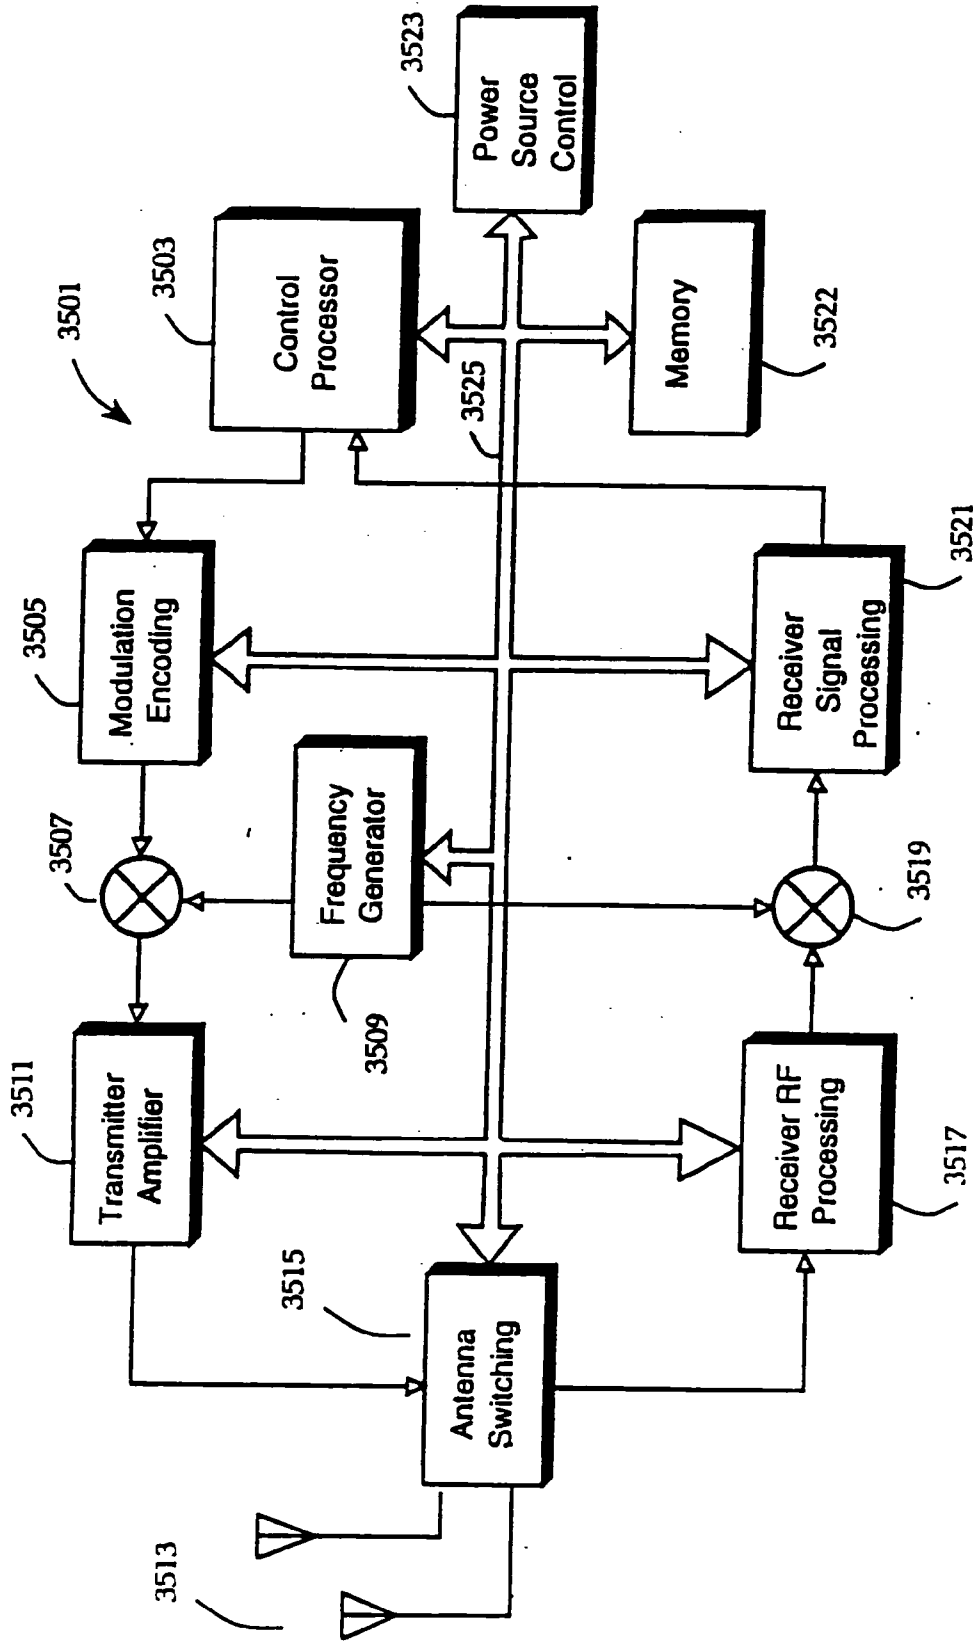 3501
3503
Control
Processor
3523
Power
Source
Control
3505
Modulation
Encoding
3525
Memory
3522
3507
Frequency
Generator
3509
Receiver
Signal
Processing
3521
3519
3511
Transmitter
Amplifier
3515
Antenna
Switching
3513
Receiver RF
Processing
3517